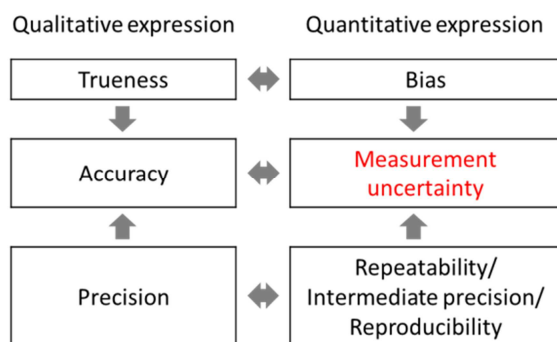 Qualitative expression
Quantitative expression
Trueness
Bias
Accuracy
Measurement
uncertainty
Precision
Repeatability/
Intermediate precision/
Reproducibility